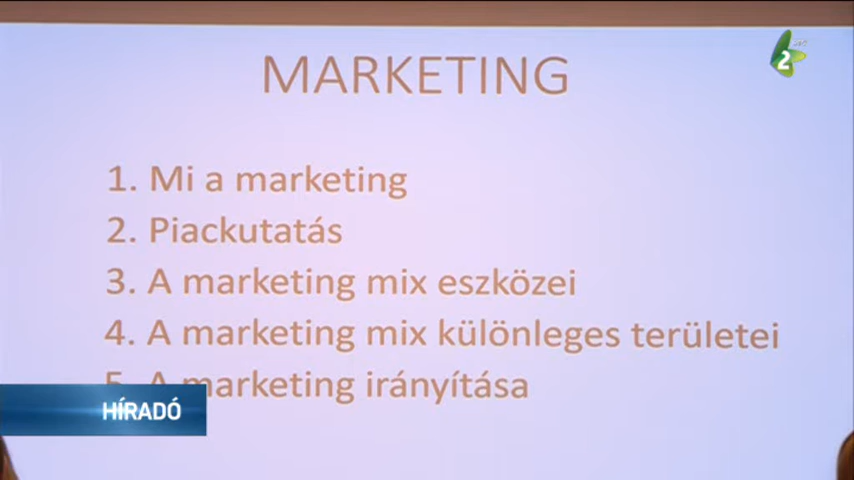 MARKETING
2
1. Mi a marketing
2. Piackutatás
3. A marketing mix eszközei
4. A marketing mix különleges területei
5. A marketing irányítása
HÍRADÓ